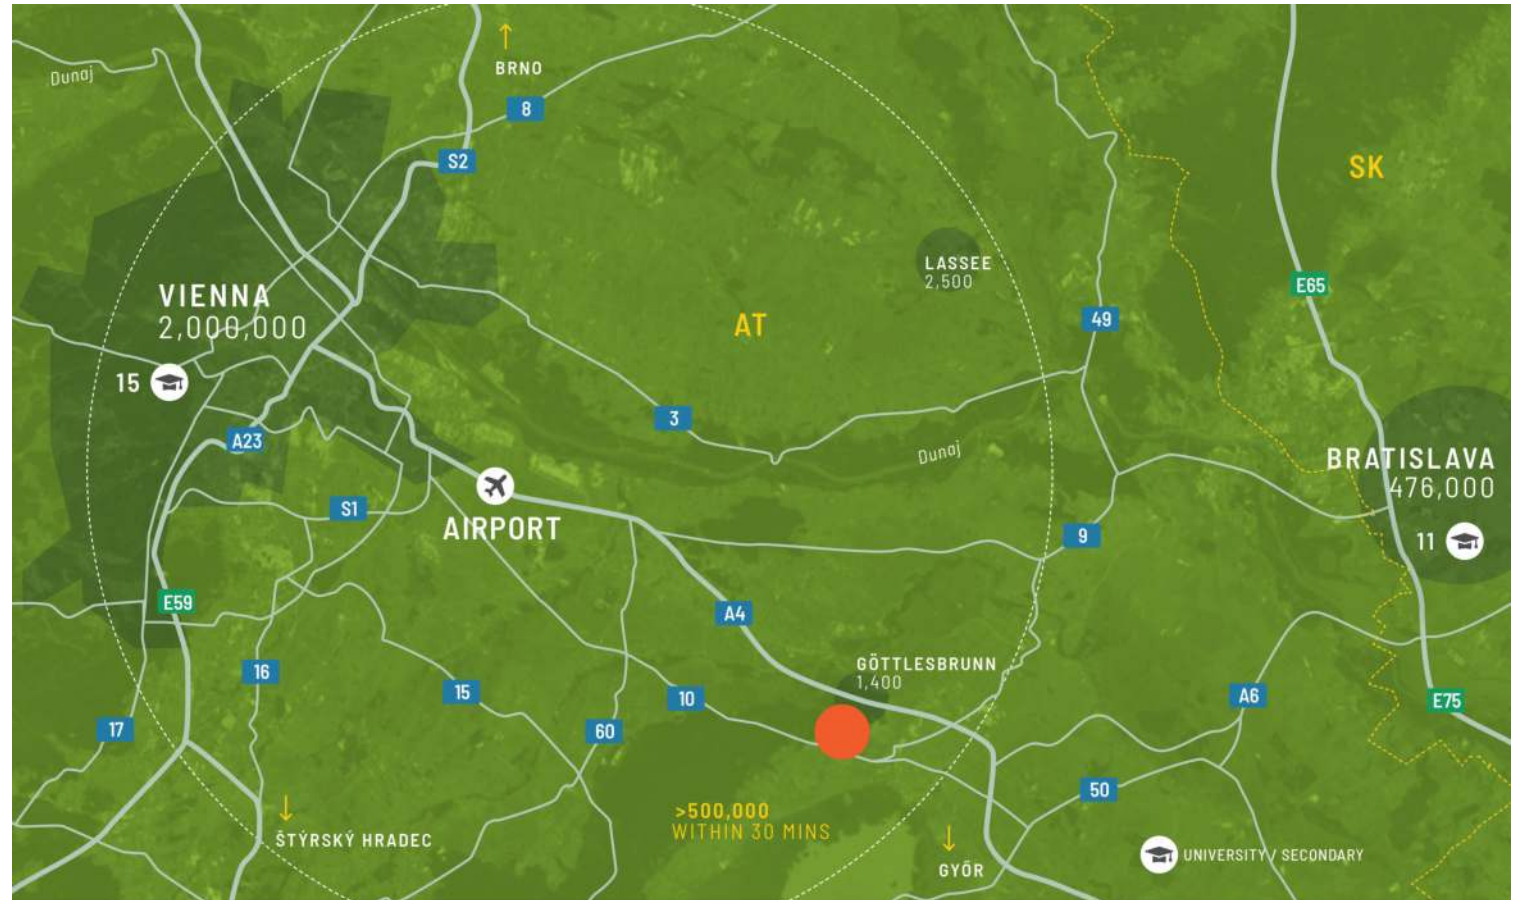 Dunaj
BRNO
8
S2
SK
LASSEE
2,500
E65
VIENNA
2,000,000
AT
49
15
3
A23
Dunaj
BRATISLAVA
476,000
S1
AIRPORT
9
11
E59
A4
16
GÖTTLESBRUNN
1,400
15
10
A6
E75
17
60
50
>500,000
WITHIN 30 MINS
ŠTÝRSKÝ HRADEC
GYŐR
UNIVERSITY / SECONDARY